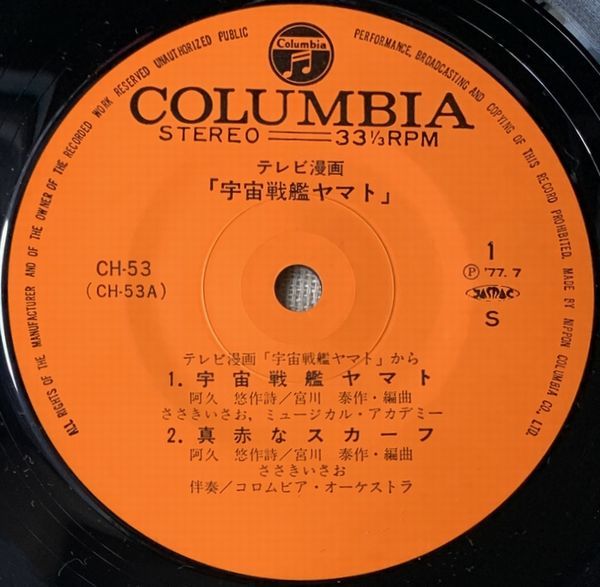 ALL RIGHTS OF THE MANUFACTURER AND OF THE OWNER OF THE RECORDED WORK RESERVED UNAUTHORIZED PUBLIC PERFORMANCE, BROADCASTING AND COPYING OF THIS RECORD PROHIBITED. MADE BY NIPPON COLUMBIA CO., LTD.
Columbia
COLUMBIA
STEREO 33⅓RPM
テレビ漫画
「宇宙戦艦ヤマト」
CH-53
(CH-53A)
1
Ⓟ '77. 7
JASRAC
S
テレビ漫画「宇宙戦艦ヤマト」から
1. 宇宙戦艦ヤマト
阿久 悠作詩/宮川 泰作・編曲
ささきいさお, ミュージカル・アカデミー
2. 真赤なスカーフ
阿久 悠作詩/宮川 泰作・編曲
ささきいさお
伴奏/コロムビア・オーケストラ